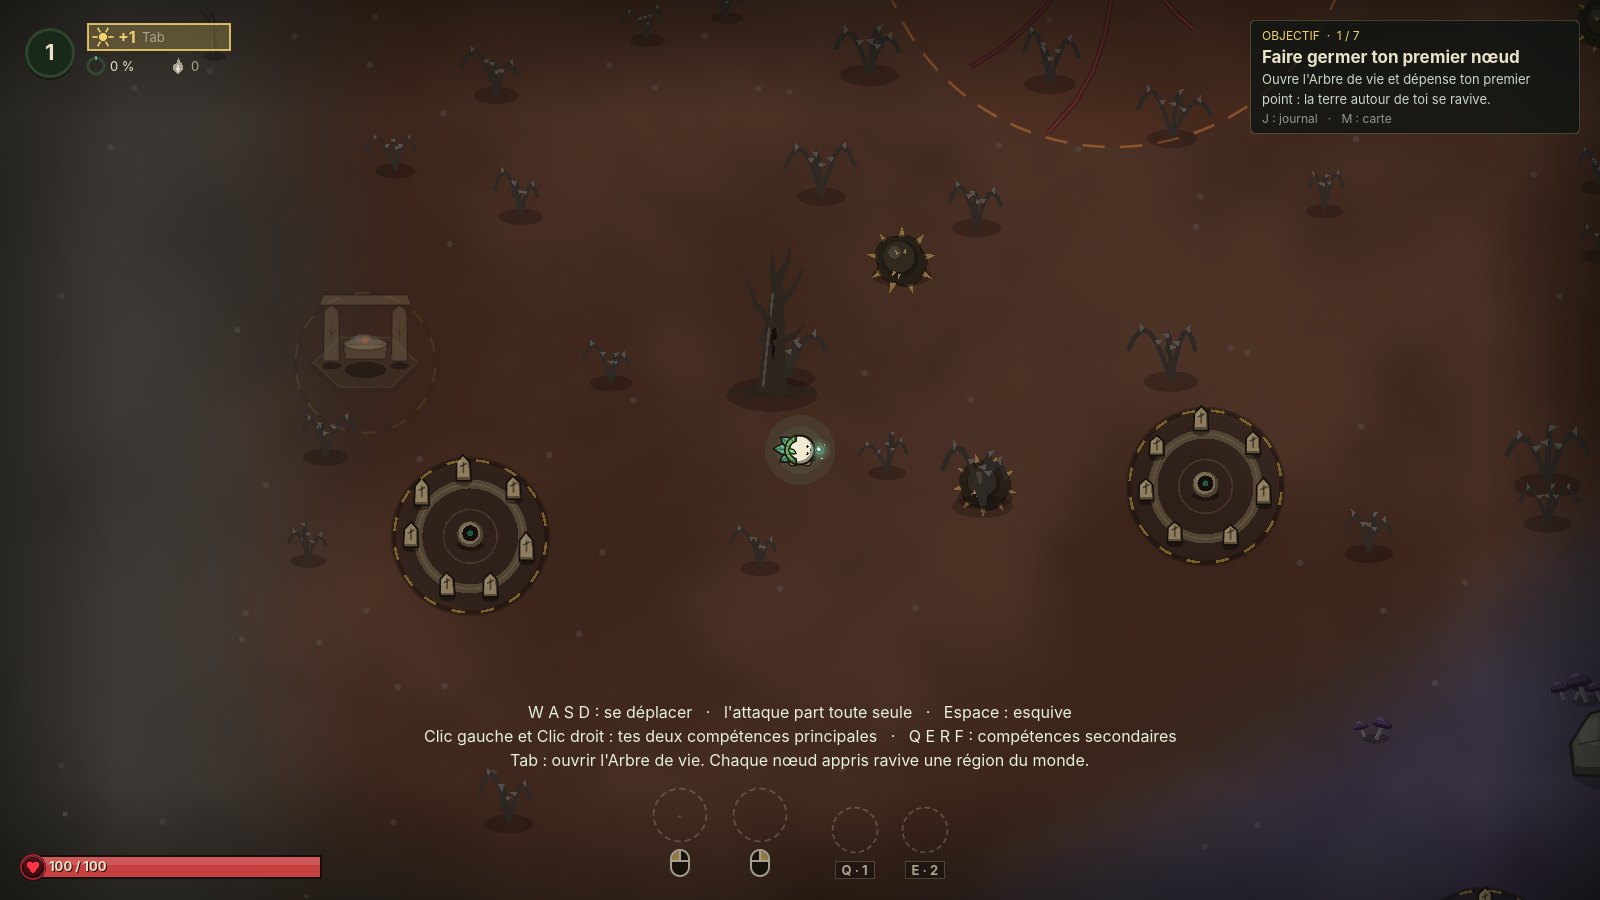 1
+1 Tab
0 %
0
OBJECTIF · 1 / 7
Faire germer ton premier nœud
Ouvre l'Arbre de vie et dépense ton premier
point : la terre autour de toi se ravive.
J : journal · M : carte
W A S D : se déplacer · l'attaque part toute seule · Espace : esquive
Clic gauche et Clic droit : tes deux compétences principales · Q E R F : compétences secondaires
Tab : ouvrir l'Arbre de vie. Chaque nœud appris ravive une région du monde.
100 / 100
Q · 1
E · 2